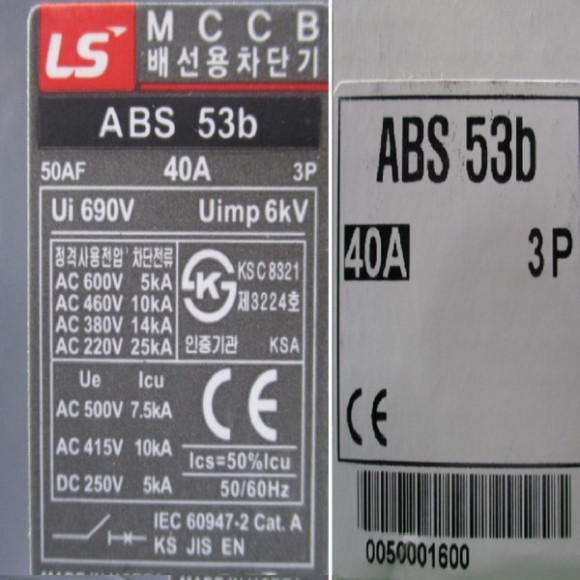 LS
MCCB
배선용차단기
ABS 53b
50AF 40A 3P
Ui 690V Uimp 6kV
정격사용전압 차단전류
AC 600V 5kA
AC 460V 10kA
AC 380V 14kA
AC 220V 25kA
KS C 8321
제3224호
인증기관 KSA
Ue Icu
AC 500V 7.5kA
AC 415V 10kA
DC 250V 5kA
CE
Ics=50%Icu
50/60Hz
IEC 60947-2 Cat. A
KS JIS EN
ABS 53b
40A 3P
CE
0050001600